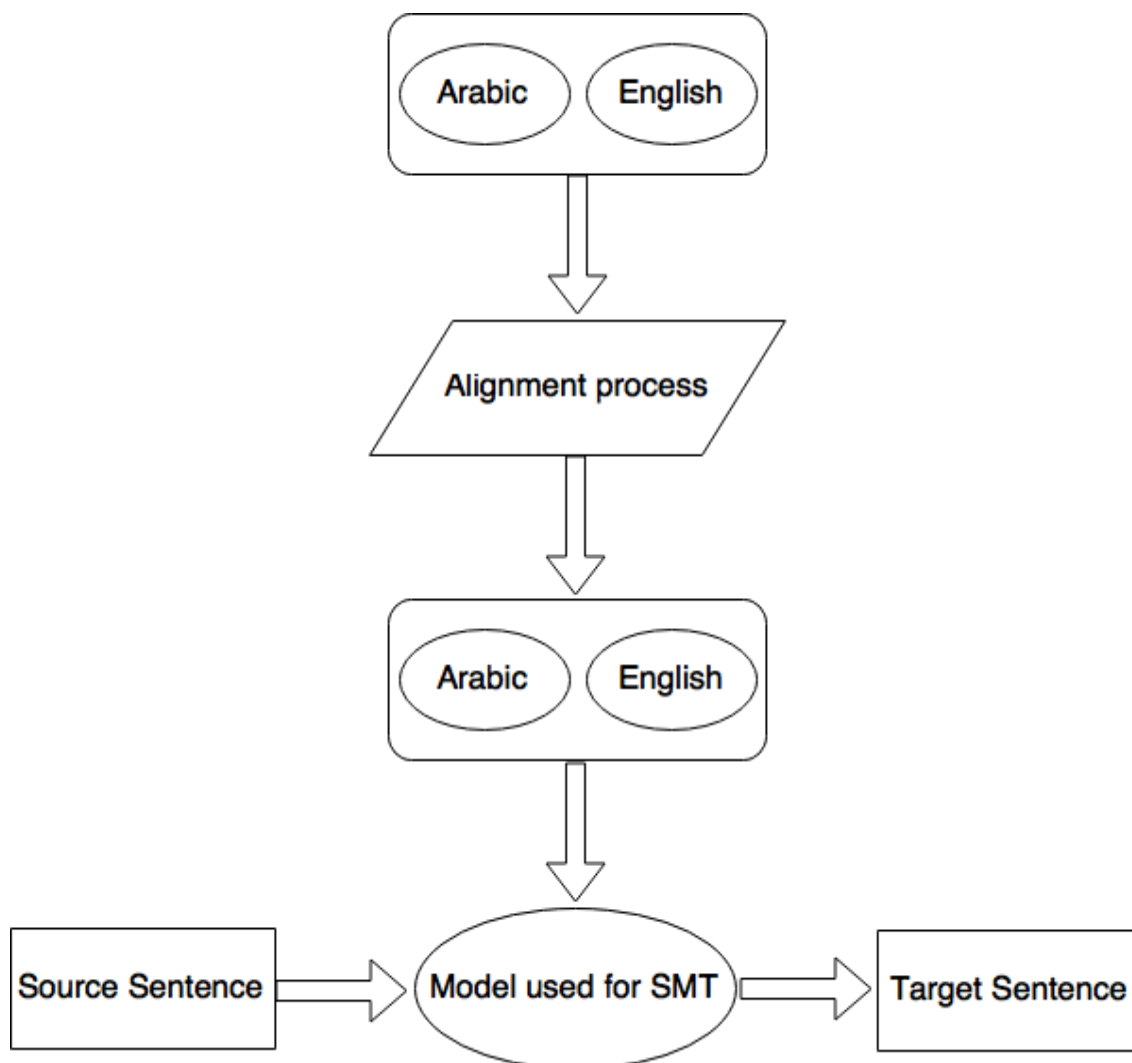 Arabic English
Alignment process
Arabic English
Source Sentence Model used for SMT Target Sentence